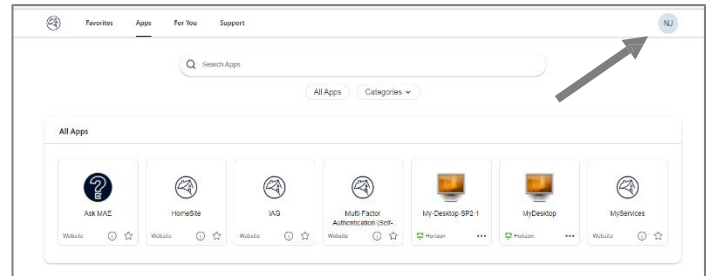 Favorites Apps For You Support NJ
Search Apps
All Apps Categories
All Apps
Ask MAE HomeSite IAG Multi-Factor My-Desktop-SP2-1 MyDesktop MyServices
Authentication (Self-
Website Website Website Website Horizon Horizon Website